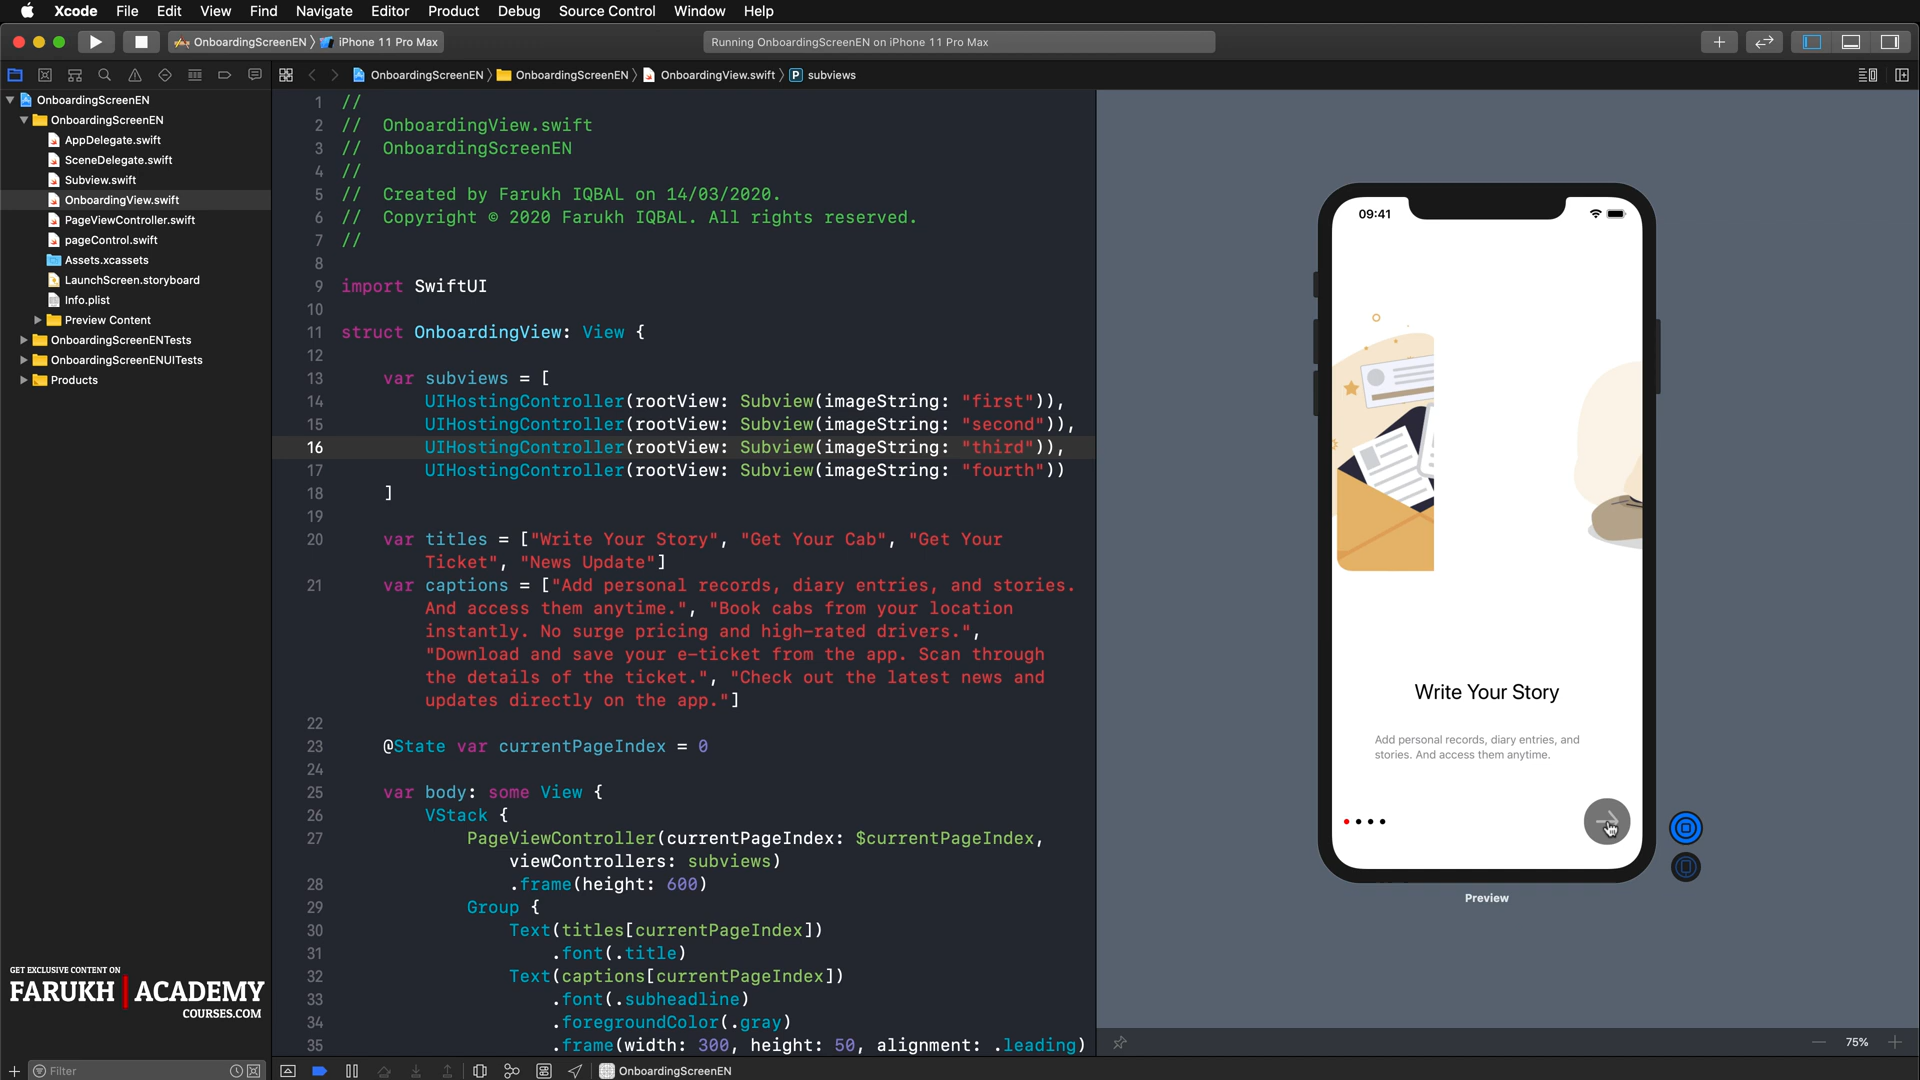 Xcode File Edit View Find Navigate Editor Product Debug Source Control Window Help
OnboardingScreenEN iPhone 11 Pro Max
Running OnboardingScreenEN on iPhone 11 Pro Max
OnboardingScreenEN OnboardingScreenEN OnboardingView.swift P subviews
OnboardingScreenEN
OnboardingScreenEN
AppDelegate.swift
SceneDelegate.swift
Subview.swift
OnboardingView.swift
PageViewController.swift
pageControl.swift
Assets.xcassets
LaunchScreen.storyboard
Info.plist
Preview Content
OnboardingScreenENTests
OnboardingScreenENUITests
Products
GET EXCLUSIVE CONTENT ON
FARUKH ACADEMY
COURSES.COM
Filter
1 //
2 // OnboardingView.swift
3 // OnboardingScreenEN
4 //
5 // Created by Farukh IQBAL on 14/03/2020.
6 // Copyright © 2020 Farukh IQBAL. All rights reserved.
7 //
8
9 import SwiftUI
10
11 struct OnboardingView: View {
12
13 var subviews = [
14 UIHostingController(rootView: Subview(imageString: "first")),
15 UIHostingController(rootView: Subview(imageString: "second")),
16 UIHostingController(rootView: Subview(imageString: "third")),
17 UIHostingController(rootView: Subview(imageString: "fourth"))
18 ]
19
20 var titles = ["Write Your Story", "Get Your Cab", "Get Your
Ticket", "News Update"]
21 var captions = ["Add personal records, diary entries, and stories.
And access them anytime.", "Book cabs from your location
instantly. No surge pricing and high-rated drivers.",
"Download and save your e-ticket from the app. Scan through
the details of the ticket.", "Check out the latest news and
updates directly on the app."]
22
23 @State var currentPageIndex = 0
24
25 var body: some View {
26 VStack {
27 PageViewController(currentPageIndex: $currentPageIndex,
viewControllers: subviews)
28 .frame(height: 600)
29 Group {
30 Text(titles[currentPageIndex])
31 .font(.title)
32 Text(captions[currentPageIndex])
33 .font(.subheadline)
34 .foregroundColor(.gray)
35 .frame(width: 300, height: 50, alignment: .leading)
OnboardingScreenEN
09:41
Write Your Story
Add personal records, diary entries, and
stories. And access them anytime.
Preview
75%